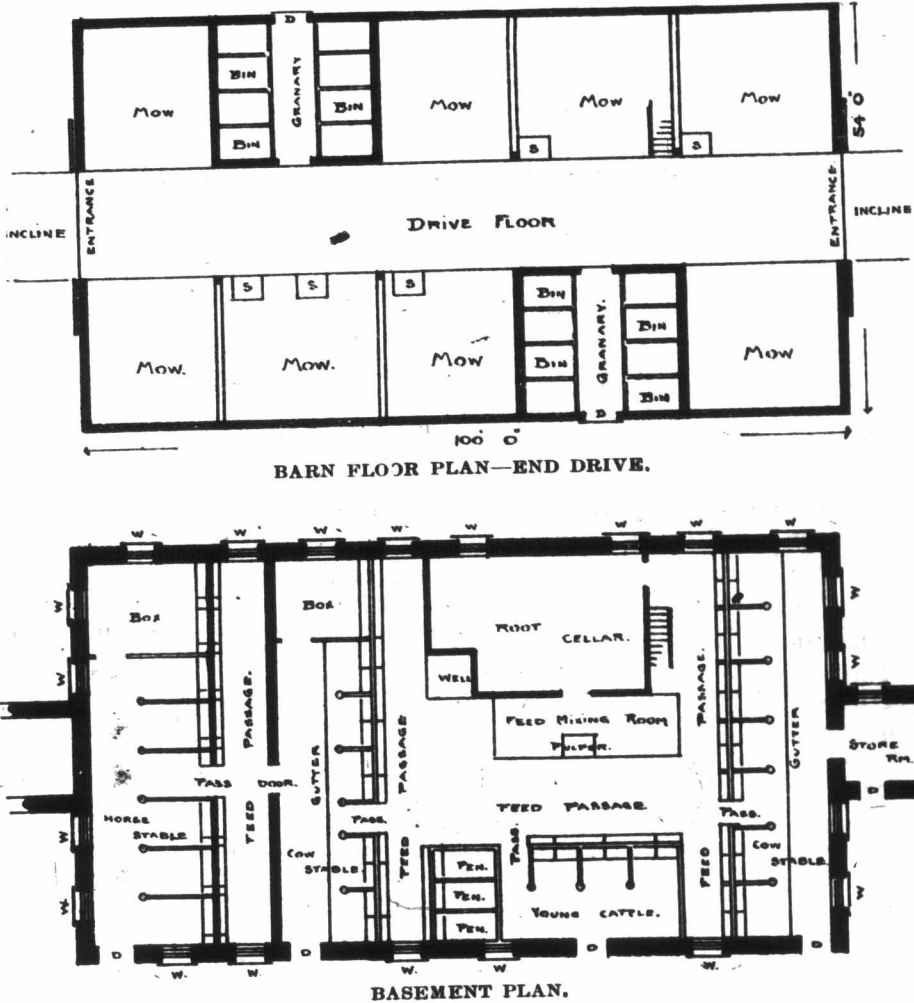 D
BIN
GRANARY
BIN
BIN
MOW
MOW
MOW
MOW
S
S
54'0
ENTRANCE
DRIVE FLOOR
ENTRANCE
INCLINE
INCLINE
S
S
S
BIN
BIN
BIN
BIN
GRANARY.
MOW.
MOW.
MOW
MOW
D
100' 0"
BARN FLOOR PLAN—END DRIVE.
W
W
W
W
W
W
W
W
W
W
BOX
BOX
ROOT
CELLAR.
W
W
WELL
PASSAGE.
PASSAGE
PASSAGE.
FEED MIXING ROOM
PULPER.
GUTTER
GUTTER
STORE
RM.
PASS DOOR.
D
HORSE
STABLE
FEED
FEED PASSAGE
PASS.
PASS.
PASS.
COW
STABLE.
COW
STABLE.
FEED
FEED
W
W.
W
PEN.
PEN.
PEN.
YOUNG CATTLE.
D
W.
W.
D
W.
W.
D
W.
D
BASEMENT PLAN.